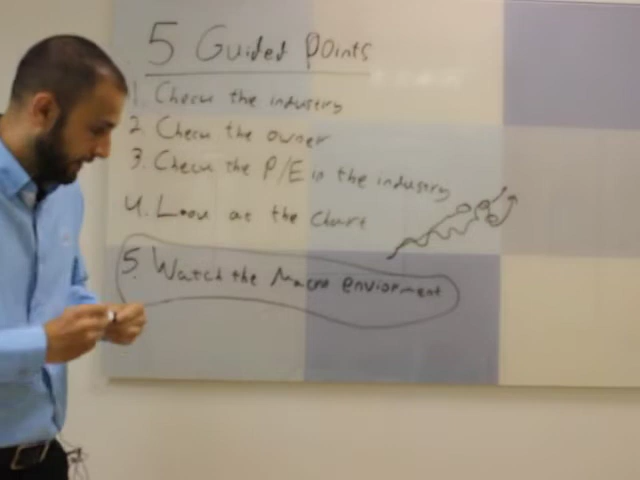 5 Guided Points
1. Check the industry
2. Check the owner
3. Check the P/E in the industry
4. Look at the chart
5. Watch the Macro enviorment